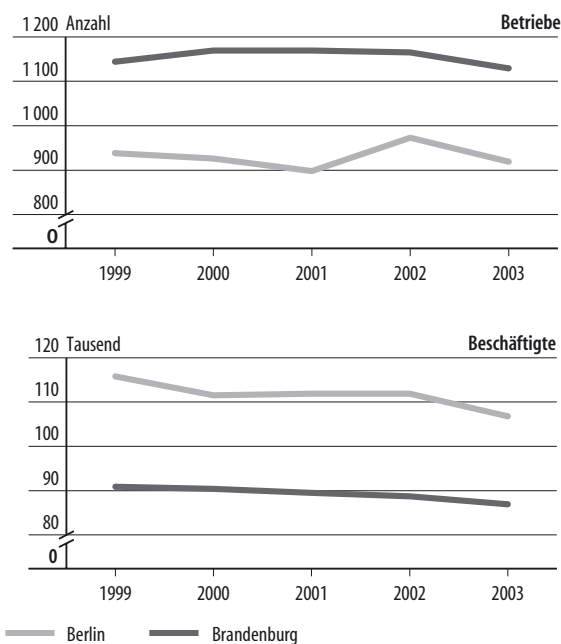 1 200 Anzahl Betriebe
1 100
1 000
900
800
0
1999 2000 2001 2002 2003
120 Tausend Beschäftigte
110
100
90
80
0
1999 2000 2001 2002 2003
Berlin Brandenburg